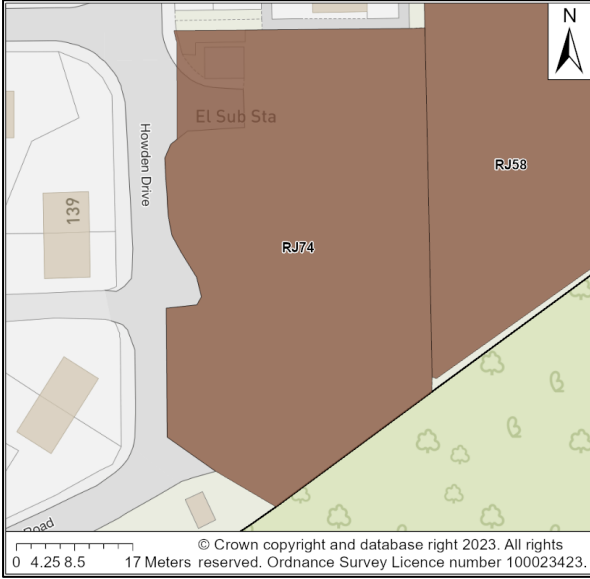 N
El Sub Sta
Howden Drive
RJ58
139
RJ74
Road
0 4.25 8.5 17 Meters
© Crown copyright and database right 2023. All rights
reserved. Ordnance Survey Licence number 100023423.